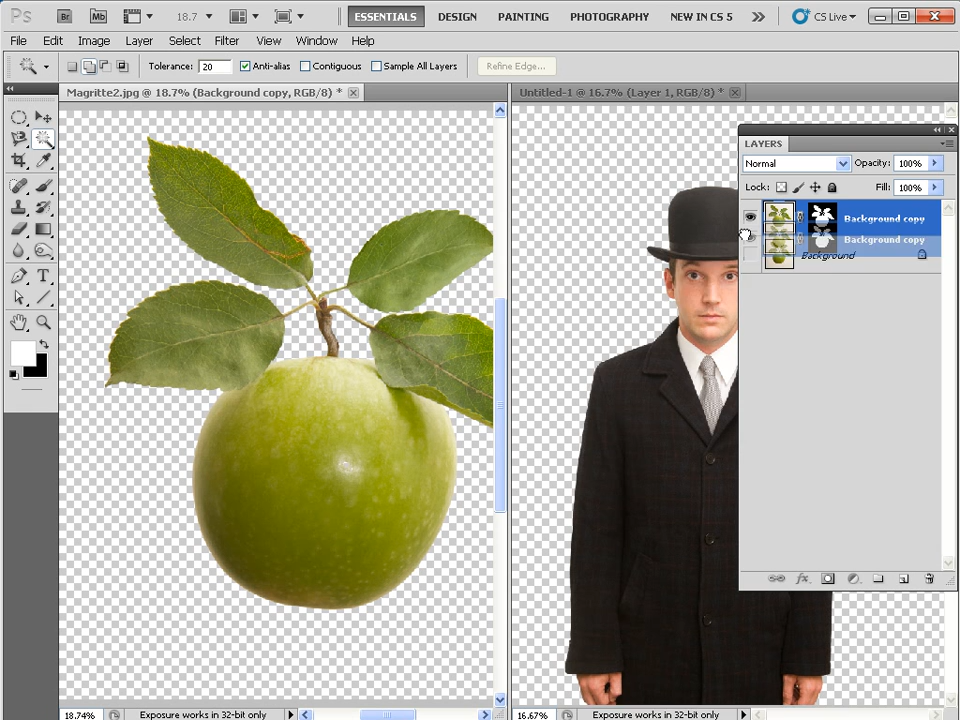 Ps Br Mb 18.7 ESSENTIALS DESIGN PAINTING PHOTOGRAPHY NEW IN CS 5 CS Live
File Edit Image Layer Select Filter View Window Help
Tolerance: 20 Anti-alias Contiguous Sample All Layers Refine Edge...
Magritte2.jpg @ 18.7% (Background copy, RGB/8) * Untitled-1 @ 16.7% (Layer 1, RGB/8) *
LAYERS
Normal Opacity: 100%
Lock: Fill: 100%
Background copy
Background copy
Background
fx
T
18.74% Exposure works in 32-bit only 16.67% Exposure works in 32-bit only